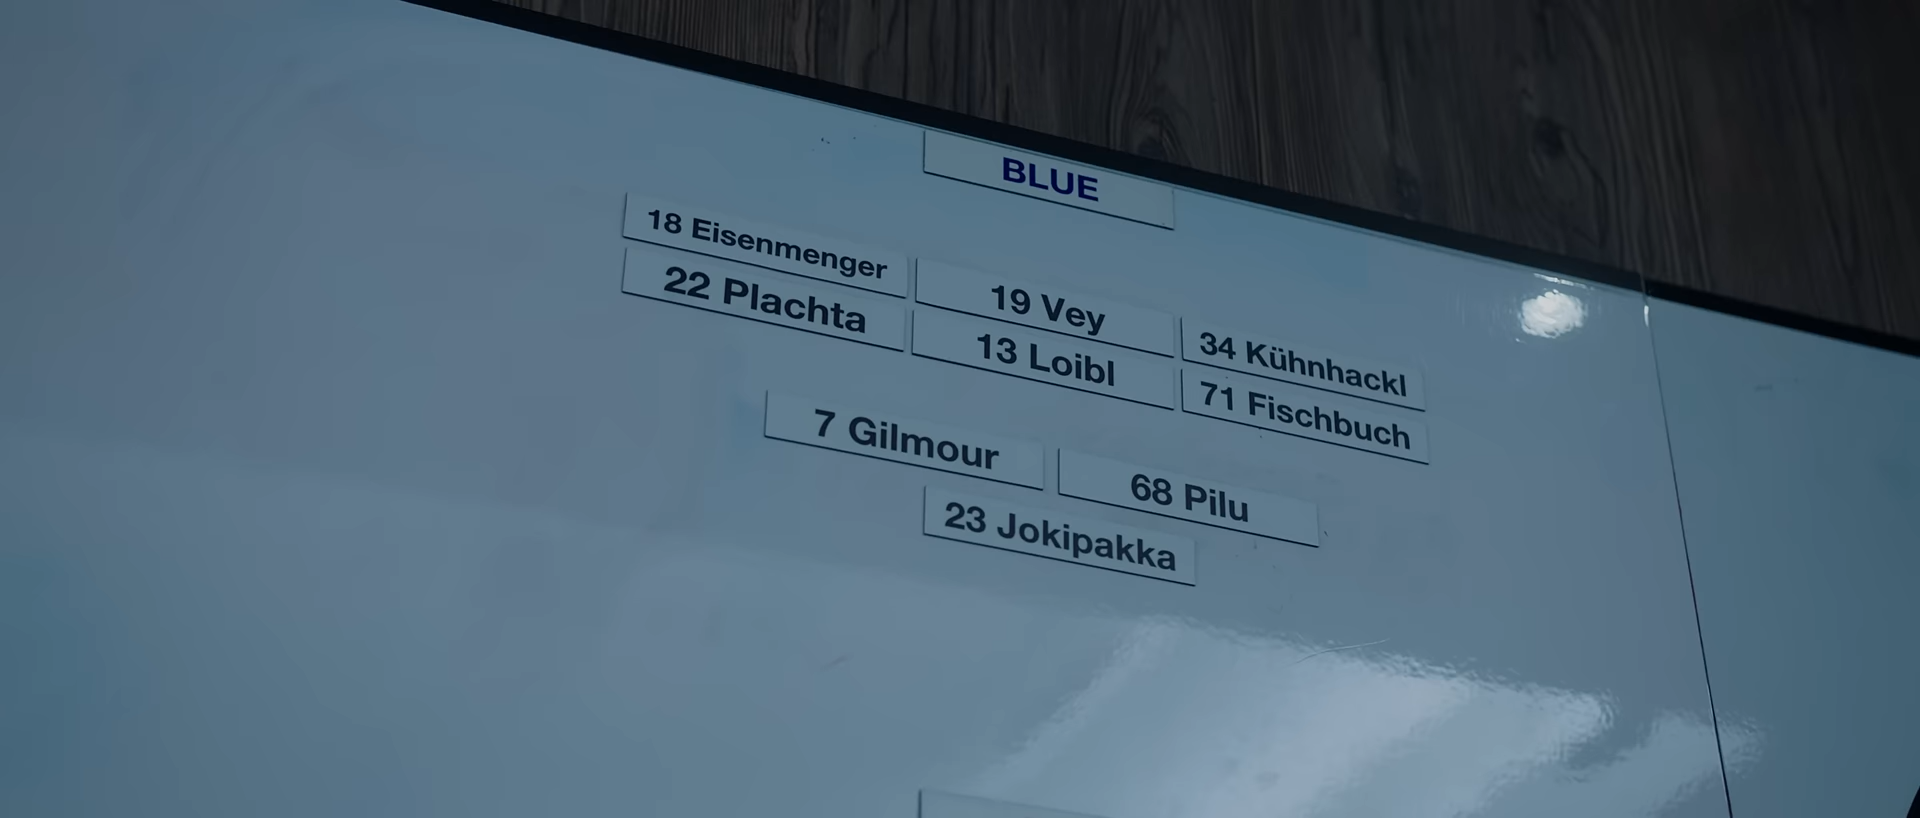 BLUE
18 Eisenmenger
19 Vey
34 Kühnhackl
22 Plachta
13 Loibl
71 Fischbuch
7 Gilmour
68 Pilu
23 Jokipakka